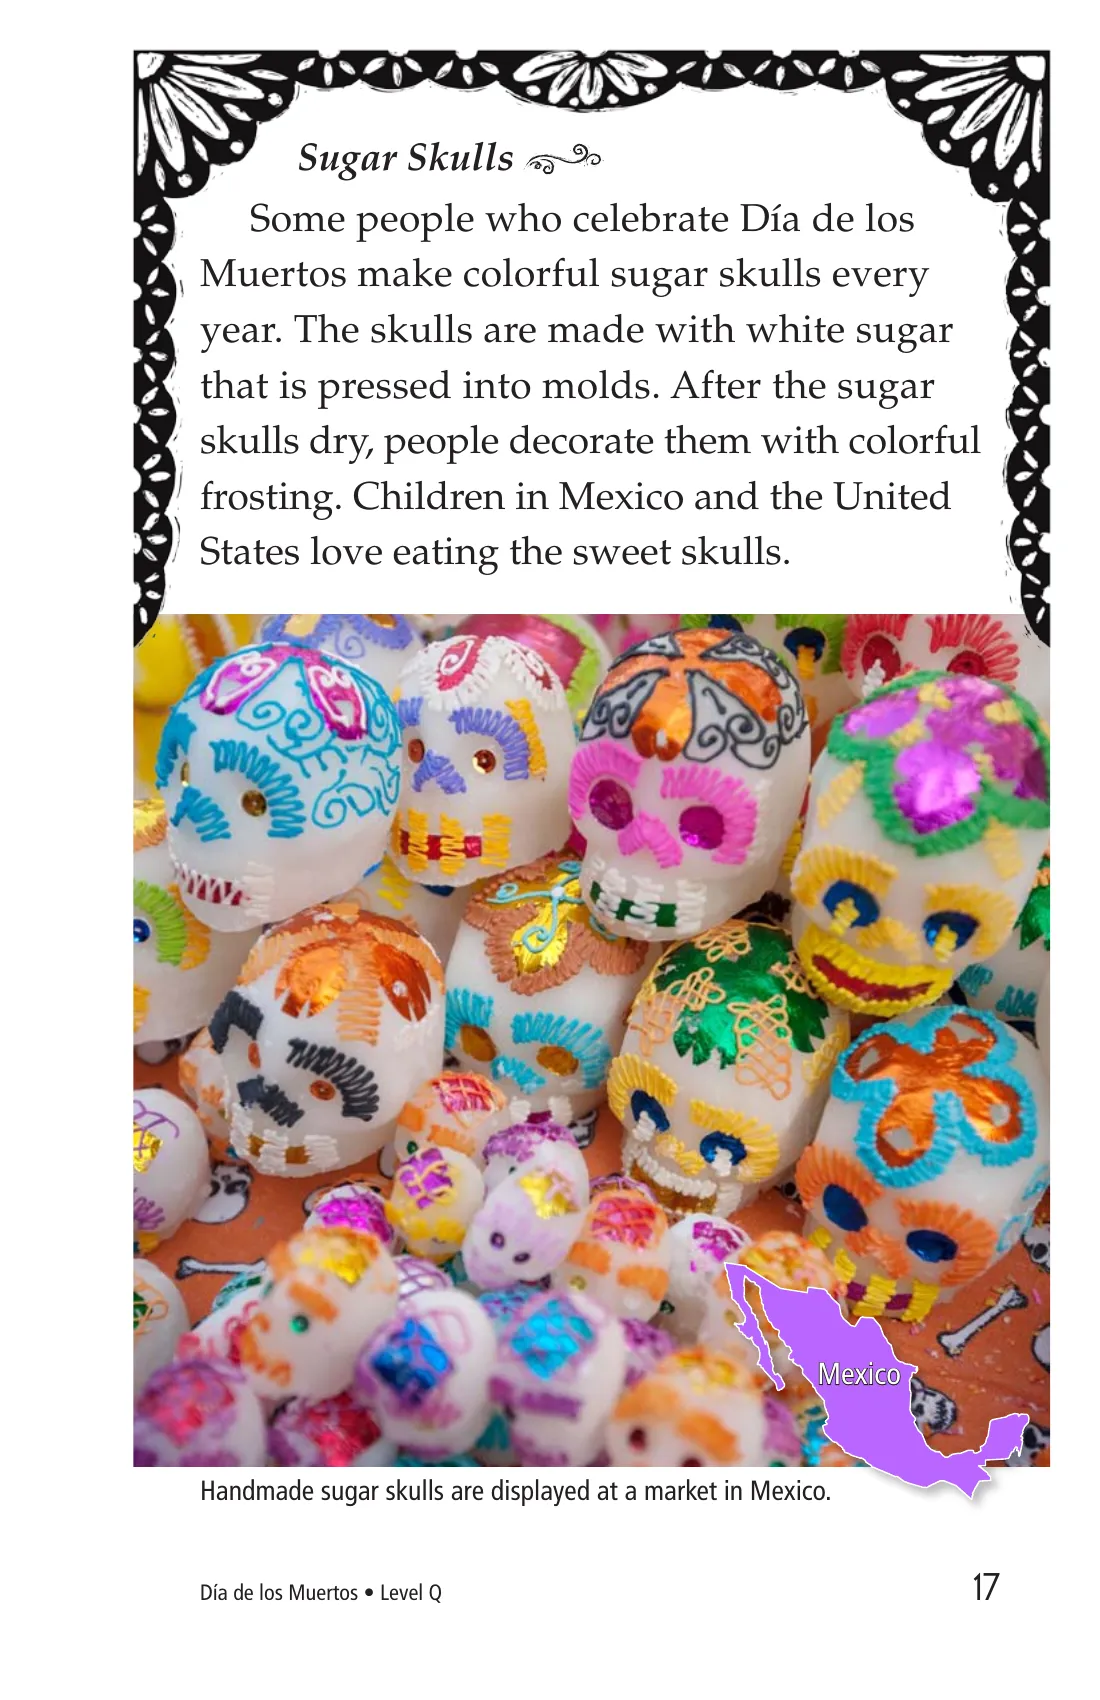 Sugar Skulls
Some people who celebrate Día de los
Muertos make colorful sugar skulls every
year. The skulls are made with white sugar
that is pressed into molds. After the sugar
skulls dry, people decorate them with colorful
frosting. Children in Mexico and the United
States love eating the sweet skulls.
Mexico
Handmade sugar skulls are displayed at a market in Mexico.
Día de los Muertos • Level Q
17